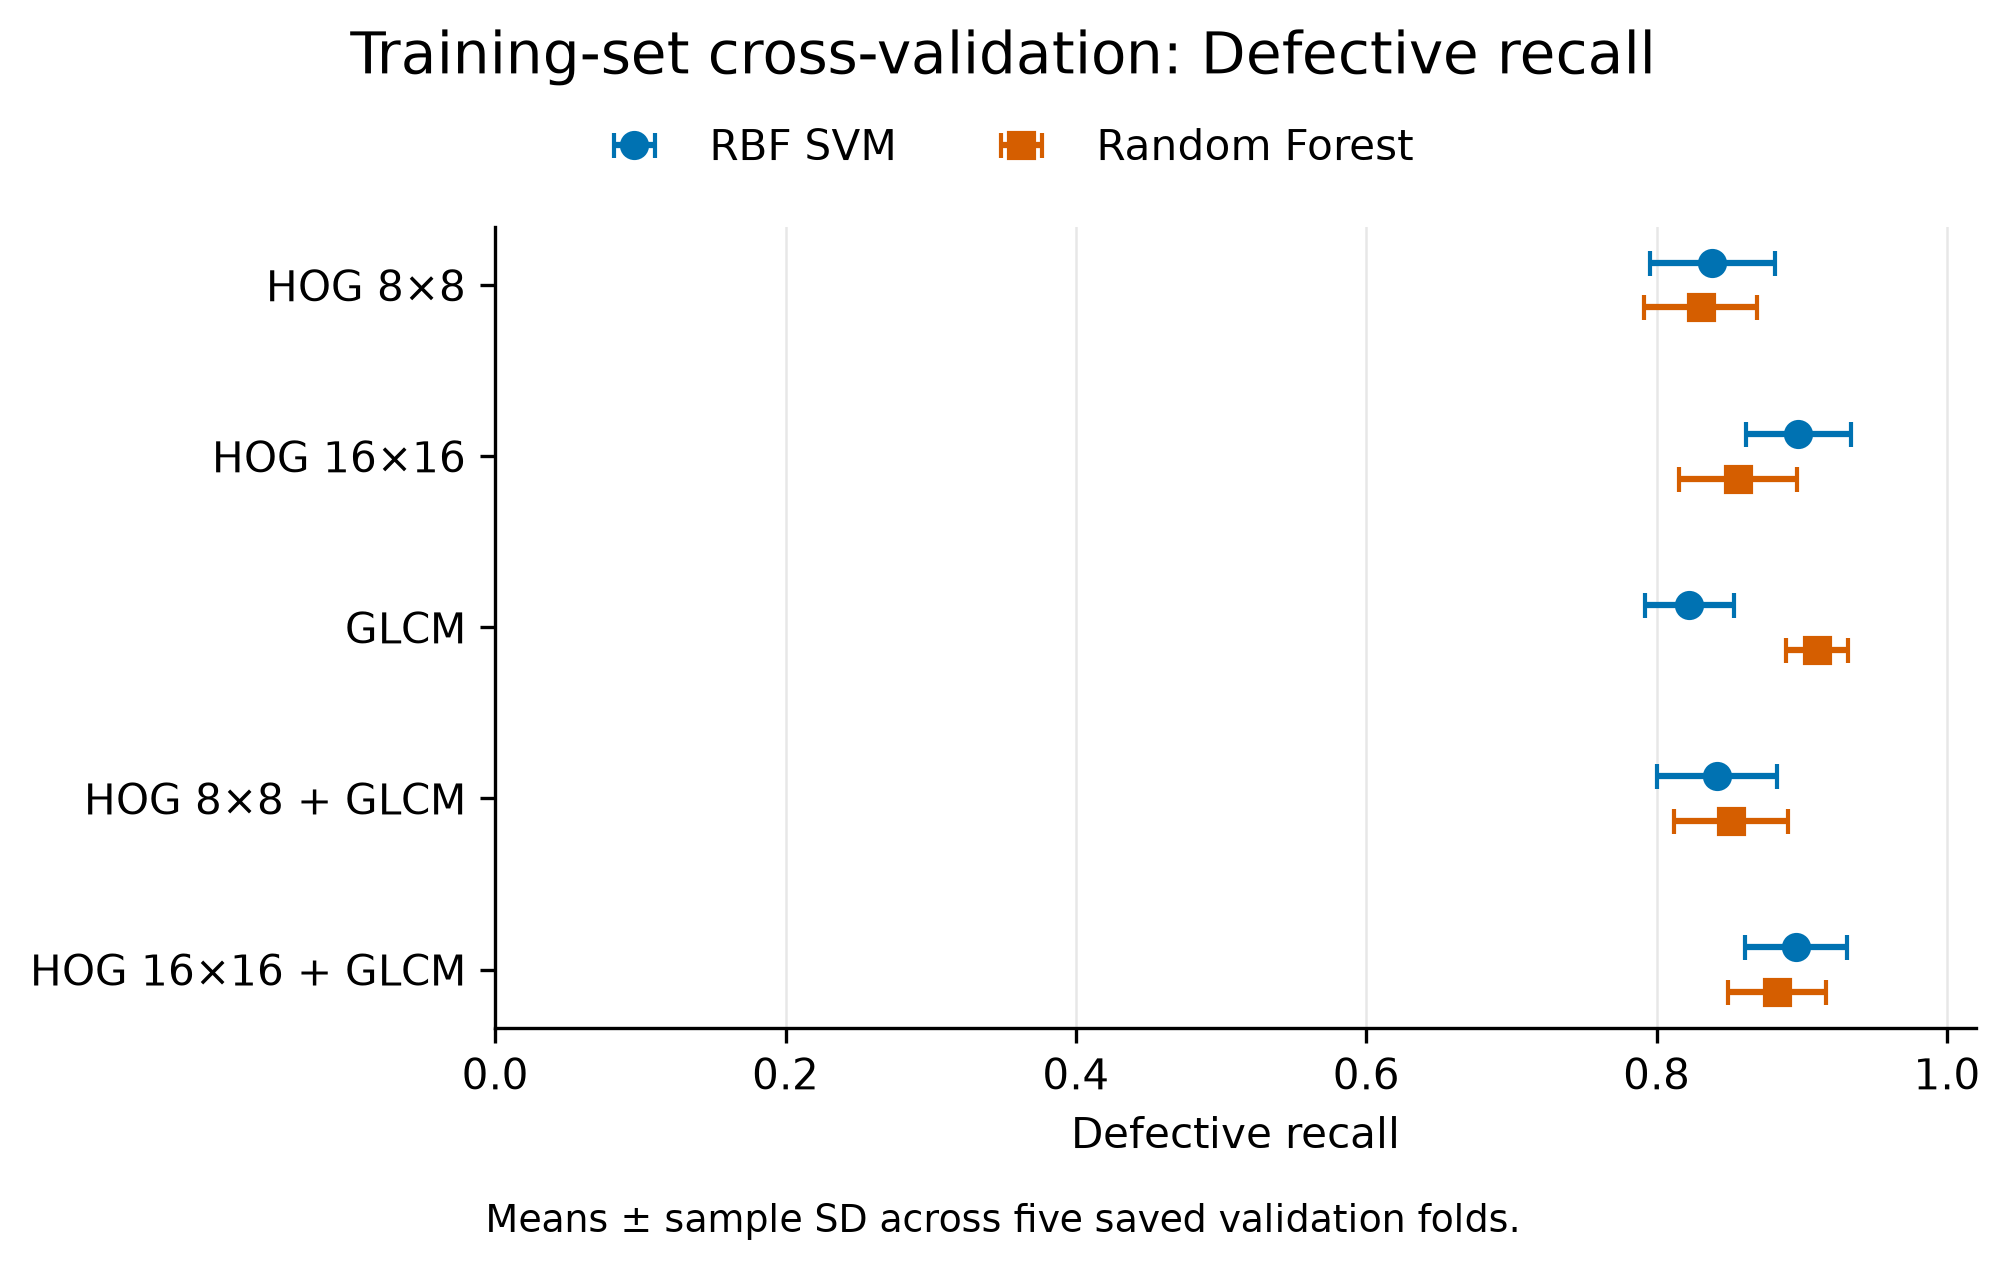 Training-set cross-validation: Defective recall
RBF SVM
Random Forest
HOG 8×8
HOG 16×16
GLCM
HOG 8×8 + GLCM
HOG 16×16 + GLCM
0.0 0.2 0.4 0.6 0.8 1.0
Defective recall
Means ± sample SD across five saved validation folds.